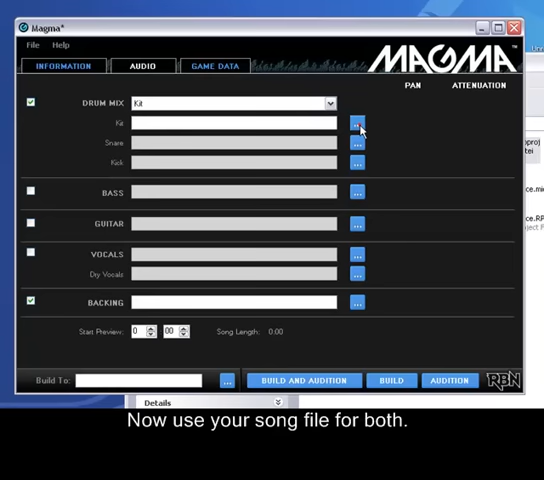 Magma*
File Help
MAGMA™
INFORMATION AUDIO GAME DATA
PAN ATTENUATION
DRUM MIX Kit
Kit ...
Snare ...
Kick ...
BASS ...
GUITAR ...
VOCALS ...
Dry Vocals ...
BACKING ...
Start Preview: 0 00 Song Length: 0:00
Build To: ... BUILD AND AUDITION BUILD AUDITION RBN
Details
Now use your song file for both.